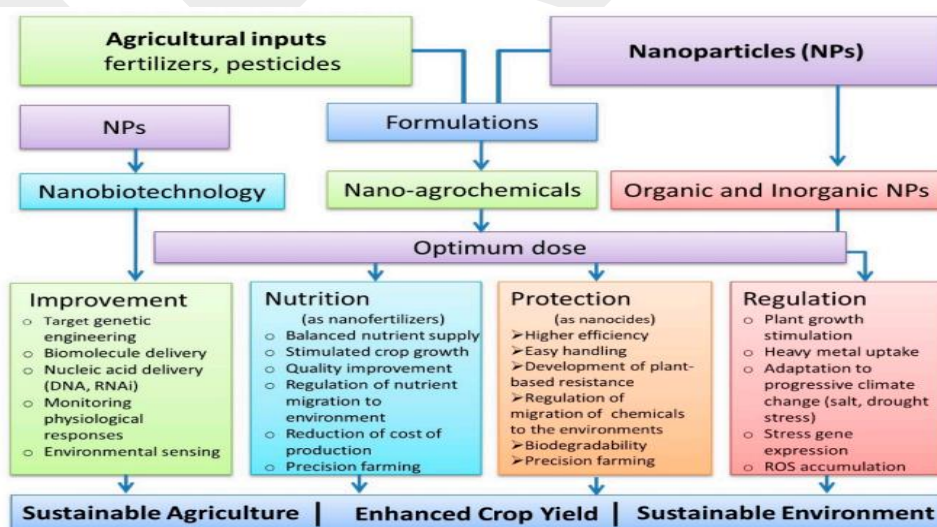 Agricultural inputs
fertilizers, pesticides
Nanoparticles (NPs)
NPs
Formulations
Nanobiotechnology
Nano-agrochemicals
Organic and Inorganic NPs
Optimum dose
Improvement
○ Target genetic
engineering
○ Biomolecule delivery
○ Nucleic acid delivery
(DNA, RNAi)
○ Monitoring
physiological
responses
○ Environmental sensing
Nutrition
(as nanofertilizers)
○ Balanced nutrient supply
○ Stimulated crop growth
○ Quality improvement
○ Regulation of nutrient
migration to
environment
○ Reduction of cost of
production
○ Precision farming
Protection
(as nanocides)
➢Higher efficiency
➢Easy handling
➢Development of plant-
based resistance
➢Regulation of
migration of chemicals
to the environments
➢Biodegradability
➢Precision farming
Regulation
○ Plant growth
stimulation
○ Heavy metal uptake
○ Adaptation to
progressive climate
change (salt, drought
stress)
○ Stress gene
expression
○ ROS accumulation
Sustainable Agriculture | Enhanced Crop Yield | Sustainable Environment